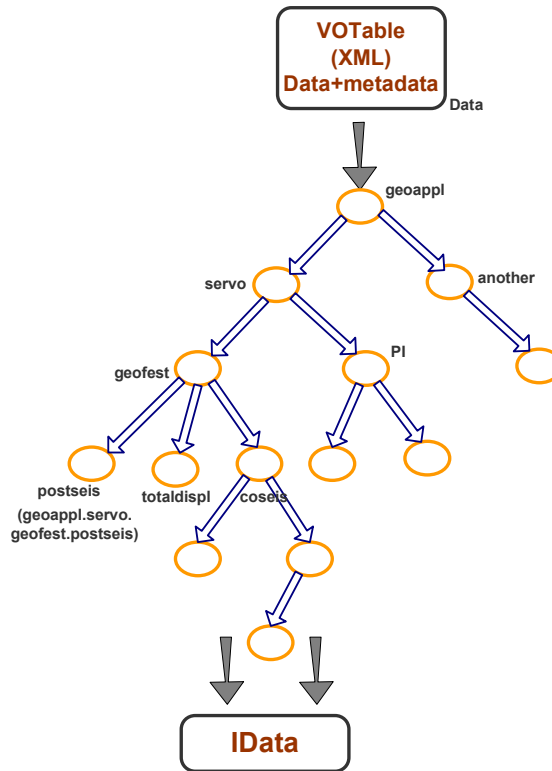 VOTable
(XML)
Data+metadata
Data
geoappl
servo
another
geofest
PI
postseis
(geoappl.servo.
geofest.postseis)
totaldispl
coseis
IData